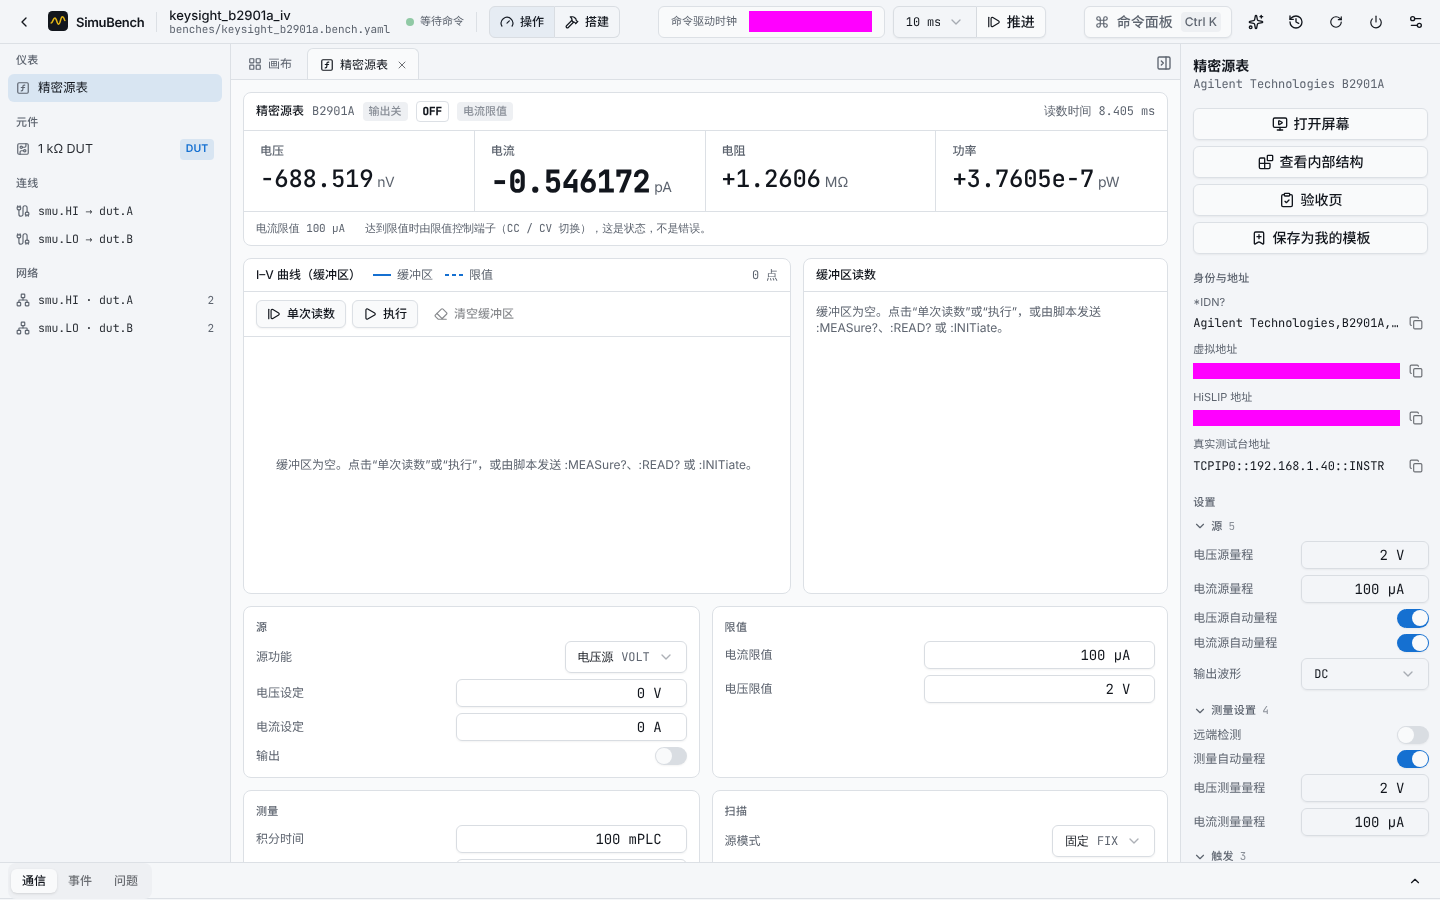 SimuBench
keysight_b2901a_iv
benches/keysight_b2901a.bench.yaml
等待命令
操作
搭建
命令驱动时钟
10 ms
推进
命令面板 Ctrl K
仪表
精密源表
元件
1 kΩ DUT
DUT
连线
smu.HI → dut.A
smu.LO → dut.B
网络
smu.HI · dut.A 2
smu.LO · dut.B 2
画布
精密源表
精密源表 B2901A 输出关 OFF 电流限值
读数时间 8.405 ms
电压
-688.519 nV
电流
-0.546172 pA
电阻
+1.2606 MΩ
功率
+3.7605e-7 pW
电流限值 100 µA 达到限值时由限值控制端子（CC / CV 切换），这是状态，不是错误。
I–V 曲线（缓冲区） 缓冲区 限值 0 点
单次读数
执行
清空缓冲区
缓冲区为空。点击“单次读数”或“执行”，或由脚本发送 :MEASure?、:READ? 或 :INITiate。
缓冲区读数
缓冲区为空。点击“单次读数”或“执行”，或由脚本发送
:MEASure?、:READ? 或 :INITiate。
源
源功能
电压源 VOLT
电压设定
0 V
电流设定
0 A
输出
限值
电流限值
100 µA
电压限值
2 V
测量
积分时间
100 mPLC
扫描
源模式
固定 FIX
精密源表
Agilent Technologies B2901A
打开屏幕
查看内部结构
验收页
保存为我的模板
身份与地址
*IDN?
Agilent Technologies,B2901A,…
虚拟地址
HiSLIP 地址
真实测试台地址
TCPIP0::192.168.1.40::INSTR
设置
源 5
电压源量程
2 V
电流源量程
100 µA
电压源自动量程
电流源自动量程
输出波形
DC
测量设置 4
远端检测
测量自动量程
电压测量量程
2 V
电流测量量程
100 µA
触发 3
通信
事件
问题